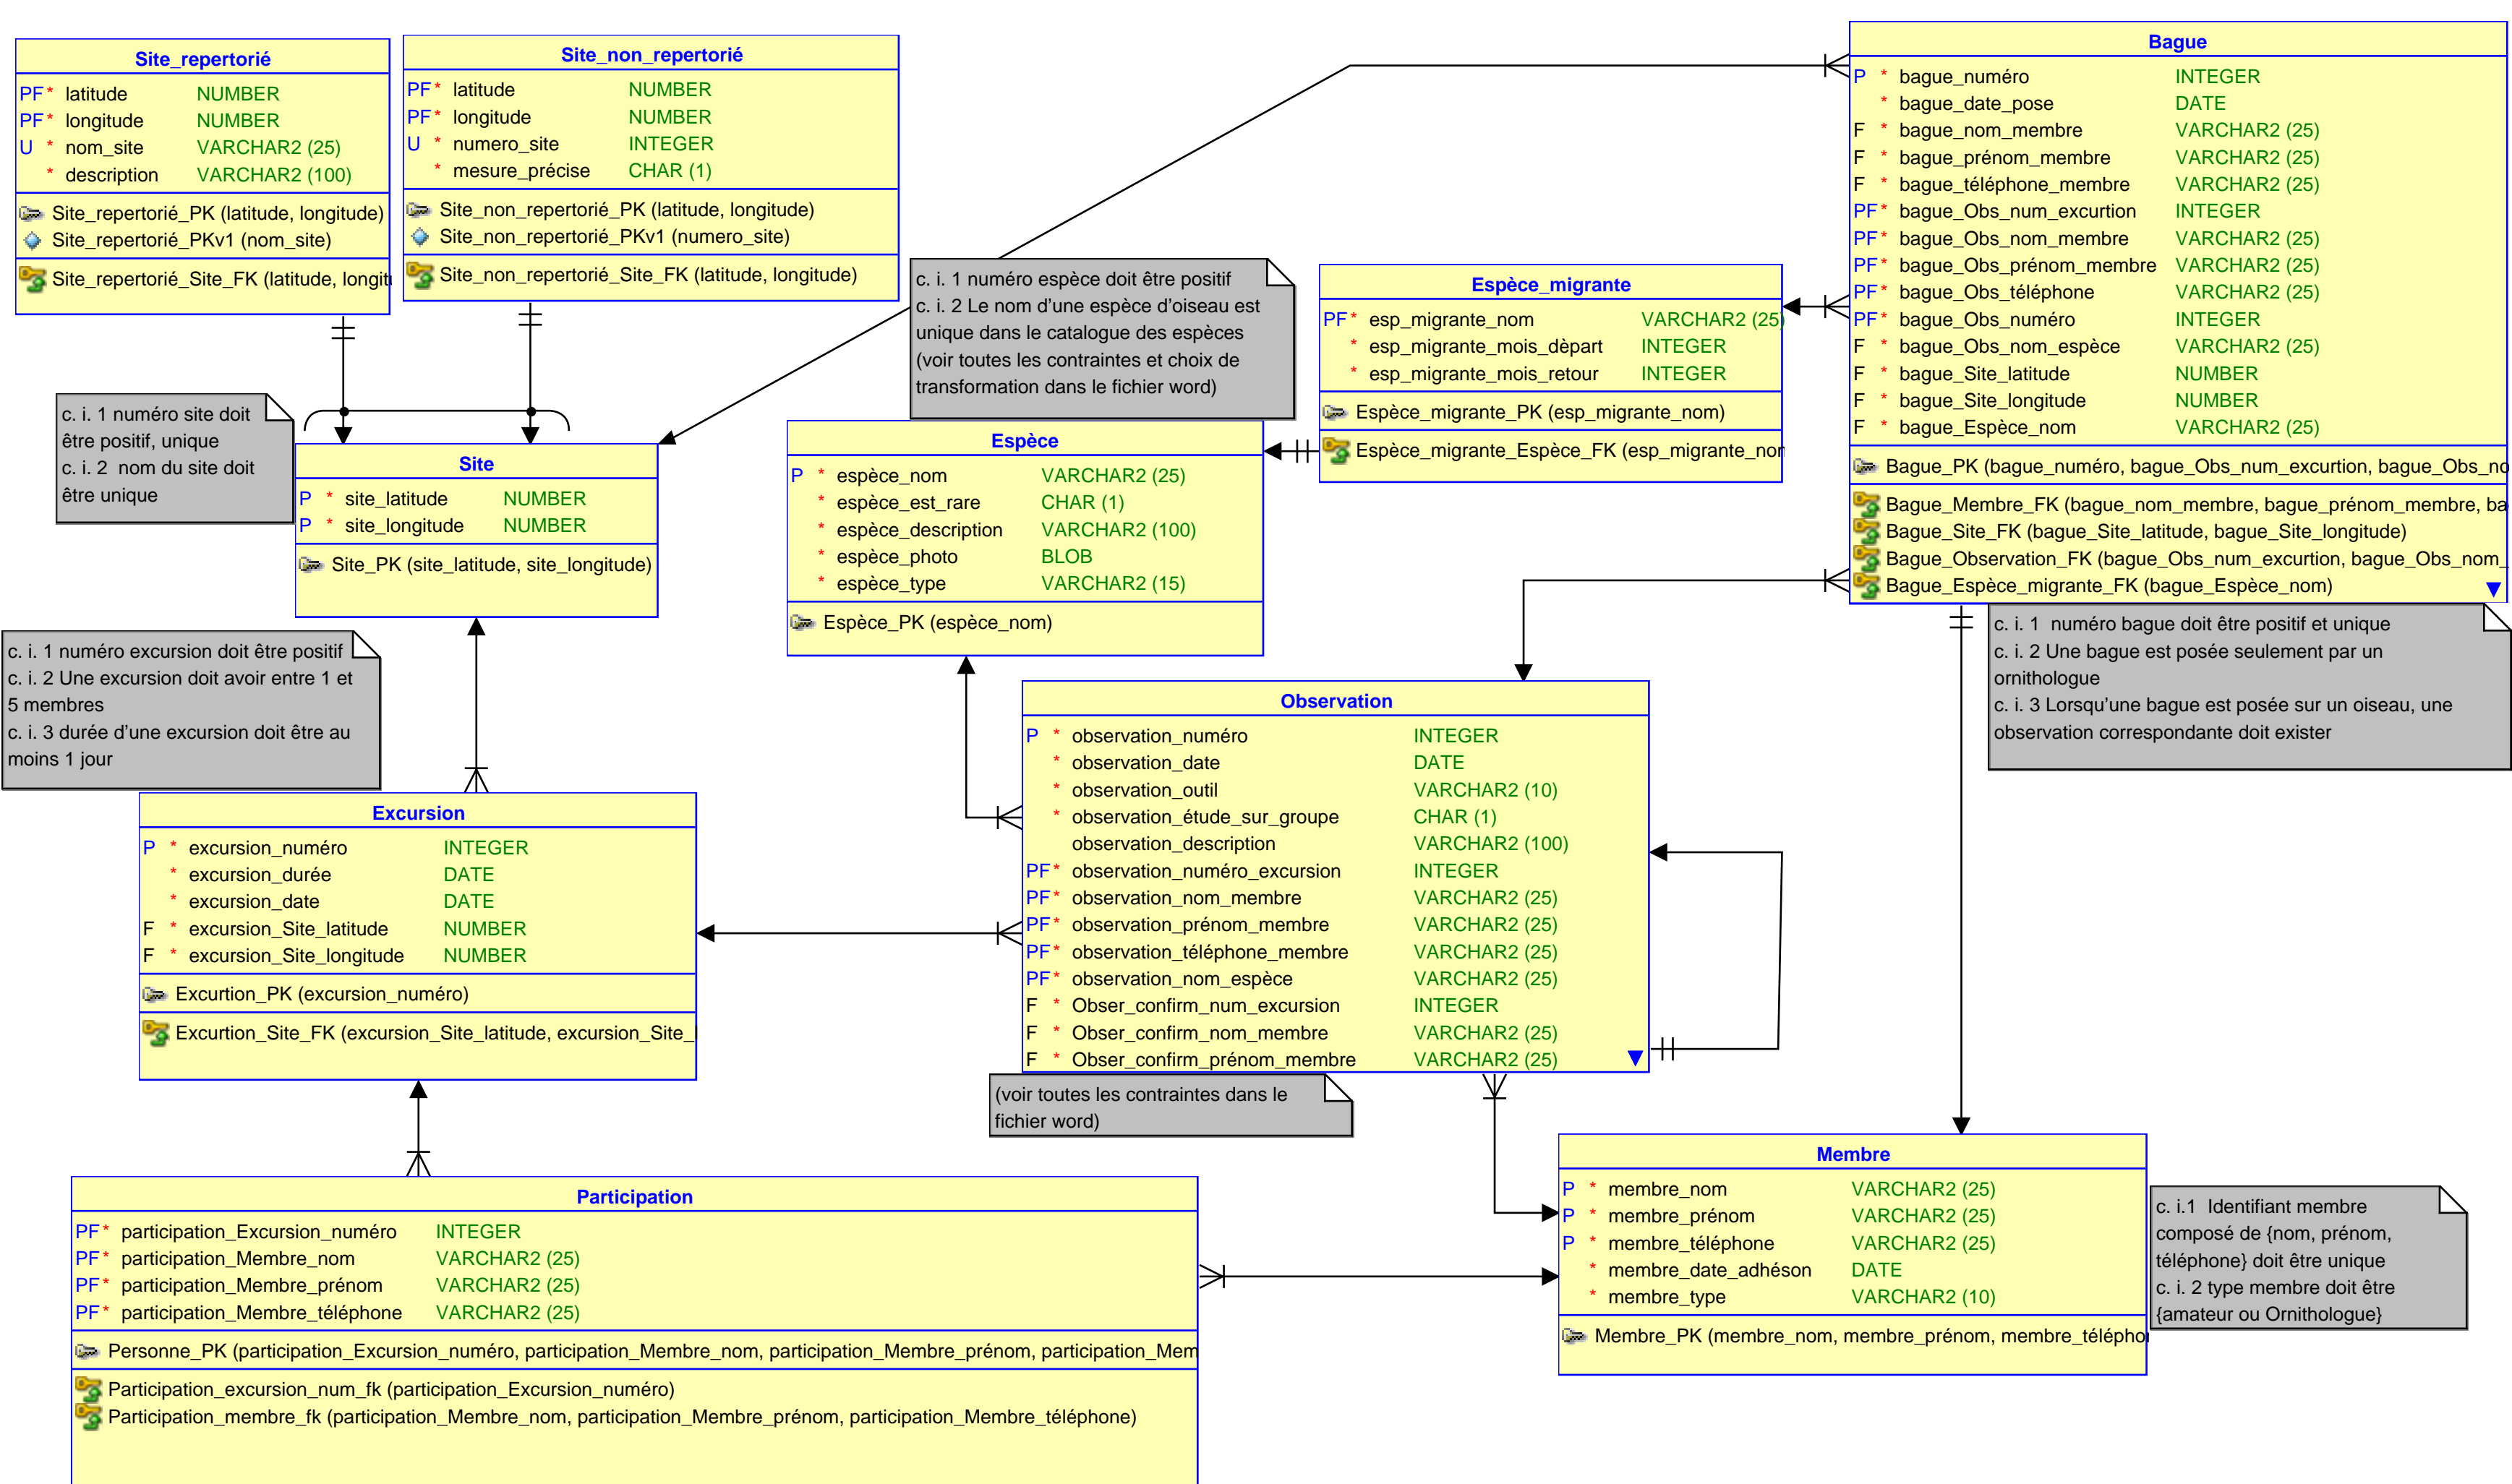 Site_repertorié
PF* latitude NUMBER
PF* longitude NUMBER
U * nom_site VARCHAR2 (25)
* description VARCHAR2 (100)
Site_repertorié_PK (latitude, longitude)
Site_repertorié_PKv1 (nom_site)
Site_repertorié_Site_FK (latitude, longit
Site_non_repertorié
PF* latitude NUMBER
PF* longitude NUMBER
U * numero_site INTEGER
* mesure_précise CHAR (1)
Site_non_repertorié_PK (latitude, longitude)
Site_non_repertorié_PKv1 (numero_site)
Site_non_repertorié_Site_FK (latitude, longitude)
Bague
P * bague_numéro INTEGER
* bague_date_pose DATE
F * bague_nom_membre VARCHAR2 (25)
F * bague_prénom_membre VARCHAR2 (25)
F * bague_téléphone_membre VARCHAR2 (25)
PF* bague_Obs_num_excurtion INTEGER
PF* bague_Obs_nom_membre VARCHAR2 (25)
PF* bague_Obs_prénom_membre VARCHAR2 (25)
PF* bague_Obs_téléphone VARCHAR2 (25)
PF* bague_Obs_numéro INTEGER
F * bague_Obs_nom_espèce VARCHAR2 (25)
F * bague_Site_latitude NUMBER
F * bague_Site_longitude NUMBER
F * bague_Espèce_nom VARCHAR2 (25)
Bague_PK (bague_numéro, bague_Obs_num_excurtion, bague_Obs_no
Bague_Membre_FK (bague_nom_membre, bague_prénom_membre, ba
Bague_Site_FK (bague_Site_latitude, bague_Site_longitude)
Bague_Observation_FK (bague_Obs_num_excurtion, bague_Obs_nom_
Bague_Espèce_migrante_FK (bague_Espèce_nom)
c. i. 1 numéro espèce doit être positif
c. i. 2 Le nom d’une espèce d’oiseau est
unique dans le catalogue des espèces
(voir toutes les contraintes et choix de
transformation dans le fichier word)
Espèce_migrante
PF* esp_migrante_nom VARCHAR2 (25)
* esp_migrante_mois_dèpart INTEGER
* esp_migrante_mois_retour INTEGER
Espèce_migrante_PK (esp_migrante_nom)
Espèce_migrante_Espèce_FK (esp_migrante_nor
c. i. 1 numéro site doit
être positif, unique
c. i. 2 nom du site doit
être unique
Site
P * site_latitude NUMBER
P * site_longitude NUMBER
Site_PK (site_latitude, site_longitude)
Espèce
P * espèce_nom VARCHAR2 (25)
* espèce_est_rare CHAR (1)
* espèce_description VARCHAR2 (100)
* espèce_photo BLOB
* espèce_type VARCHAR2 (15)
Espèce_PK (espèce_nom)
c. i. 1 numéro bague doit être positif et unique
c. i. 2 Une bague est posée seulement par un
ornithologue
c. i. 3 Lorsqu’une bague est posée sur un oiseau, une
observation correspondante doit exister
c. i. 1 numéro excursion doit être positif
c. i. 2 Une excursion doit avoir entre 1 et
5 membres
c. i. 3 durée d’une excursion doit être au
moins 1 jour
Observation
P * observation_numéro INTEGER
* observation_date DATE
* observation_outil VARCHAR2 (10)
* observation_étude_sur_groupe CHAR (1)
observation_description VARCHAR2 (100)
PF* observation_numéro_excursion INTEGER
PF* observation_nom_membre VARCHAR2 (25)
PF* observation_prénom_membre VARCHAR2 (25)
PF* observation_téléphone_membre VARCHAR2 (25)
PF* observation_nom_espèce VARCHAR2 (25)
F * Obser_confirm_num_excursion INTEGER
F * Obser_confirm_nom_membre VARCHAR2 (25)
F * Obser_confirm_prénom_membre VARCHAR2 (25)
Excursion
P * excursion_numéro INTEGER
* excursion_durée DATE
* excursion_date DATE
F * excursion_Site_latitude NUMBER
F * excursion_Site_longitude NUMBER
Excurtion_PK (excursion_numéro)
Excurtion_Site_FK (excursion_Site_latitude, excursion_Site_l
(voir toutes les contraintes dans le
fichier word)
Participation
PF* participation_Excursion_numéro INTEGER
PF* participation_Membre_nom VARCHAR2 (25)
PF* participation_Membre_prénom VARCHAR2 (25)
PF* participation_Membre_téléphone VARCHAR2 (25)
Personne_PK (participation_Excursion_numéro, participation_Membre_nom, participation_Membre_prénom, participation_Mem
Participation_excursion_num_fk (participation_Excursion_numéro)
Participation_membre_fk (participation_Membre_nom, participation_Membre_prénom, participation_Membre_téléphone)
Membre
P * membre_nom VARCHAR2 (25)
P * membre_prénom VARCHAR2 (25)
P * membre_téléphone VARCHAR2 (25)
* membre_date_adhéson DATE
* membre_type VARCHAR2 (10)
Membre_PK (membre_nom, membre_prénom, membre_télépho
c. i.1 Identifiant membre
composé de {nom, prénom,
téléphone} doit être unique
c. i. 2 type membre doit être
{amateur ou Ornithologue}